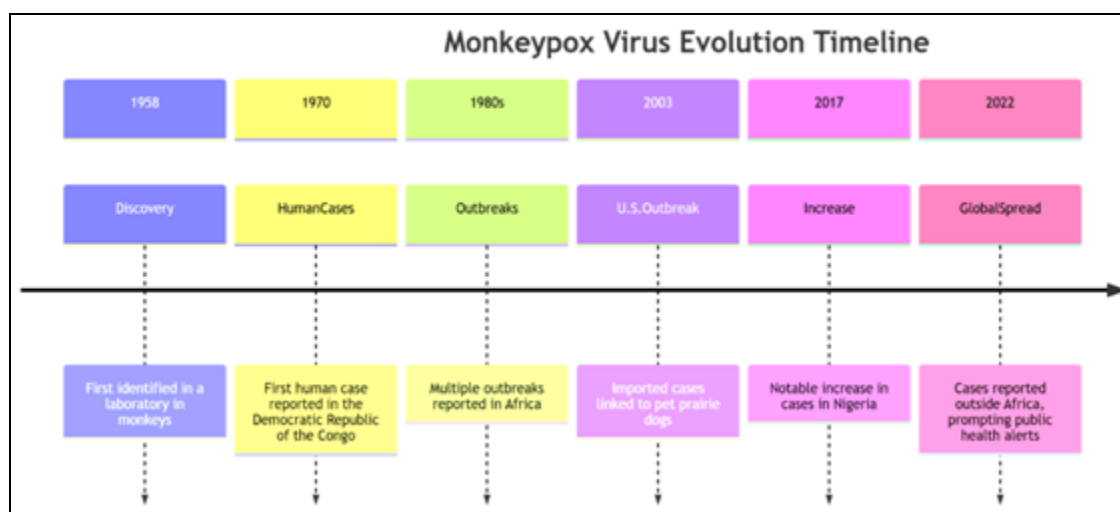 Monkeypox Virus Evolution Timeline
1958
1970
1980s
2003
2017
2022
Discovery
HumanCases
Outbreaks
U.S.Outbreak
Increase
GlobalSpread
First identified in a
laboratory in
monkeys
First human case
reported in the
Democratic Republic
of the Congo
Multiple outbreaks
reported in Africa
Imported cases
linked to pet prairie
dogs
Notable increase in
cases in Nigeria
Cases reported
outside Africa,
prompting public
health alerts